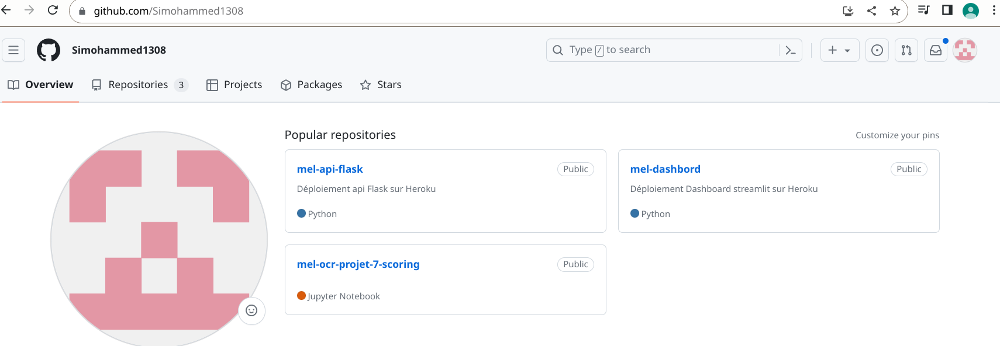 github.com/Simohammed1308
Simohammed1308
Type / to search
Overview Repositories 3 Projects Packages Stars
Popular repositories
Customize your pins
mel-api-flask Public
Déploiement api Flask sur Heroku
Python
mel-dashbord Public
Déploiement Dashboard streamlit sur Heroku
Python
mel-ocr-projet-7-scoring Public
Jupyter Notebook